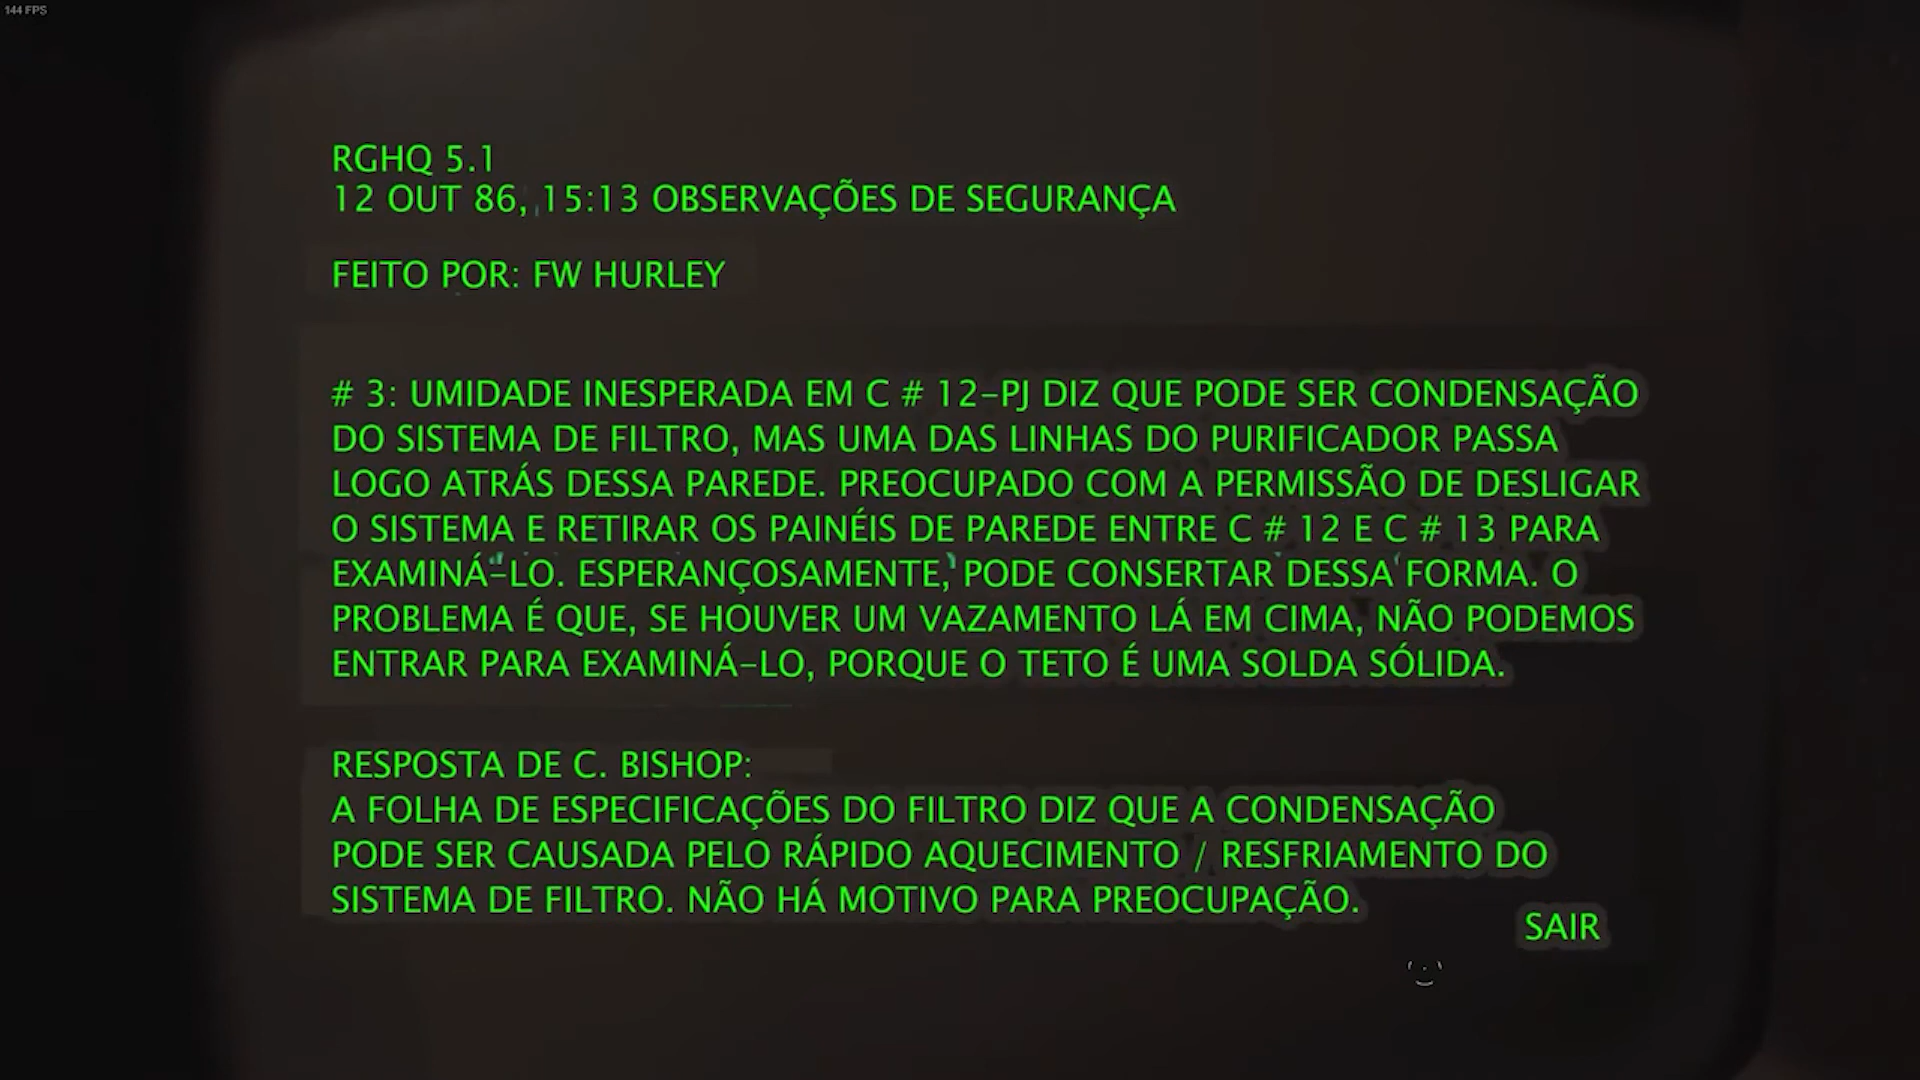 144 FPS
RGHQ 5.1
12 OUT 86, 15:13 OBSERVAÇÕES DE SEGURANÇA
FEITO POR: FW HURLEY
# 3: UMIDADE INESPERADA EM C # 12-PJ DIZ QUE PODE SER CONDENSAÇÃO
DO SISTEMA DE FILTRO, MAS UMA DAS LINHAS DO PURIFICADOR PASSA
LOGO ATRÁS DESSA PAREDE. PREOCUPADO COM A PERMISSÃO DE DESLIGAR
O SISTEMA E RETIRAR OS PAINÉIS DE PAREDE ENTRE C # 12 E C # 13 PARA
EXAMINÁ-LO. ESPERANÇOSAMENTE, PODE CONSERTAR DESSA FORMA. O
PROBLEMA É QUE, SE HOUVER UM VAZAMENTO LÁ EM CIMA, NÃO PODEMOS
ENTRAR PARA EXAMINÁ-LO, PORQUE O TETO É UMA SOLDA SÓLIDA.
RESPOSTA DE C. BISHOP:
A FOLHA DE ESPECIFICAÇÕES DO FILTRO DIZ QUE A CONDENSAÇÃO
PODE SER CAUSADA PELO RÁPIDO AQUECIMENTO / RESFRIAMENTO DO
SISTEMA DE FILTRO. NÃO HÁ MOTIVO PARA PREOCUPAÇÃO.
SAIR